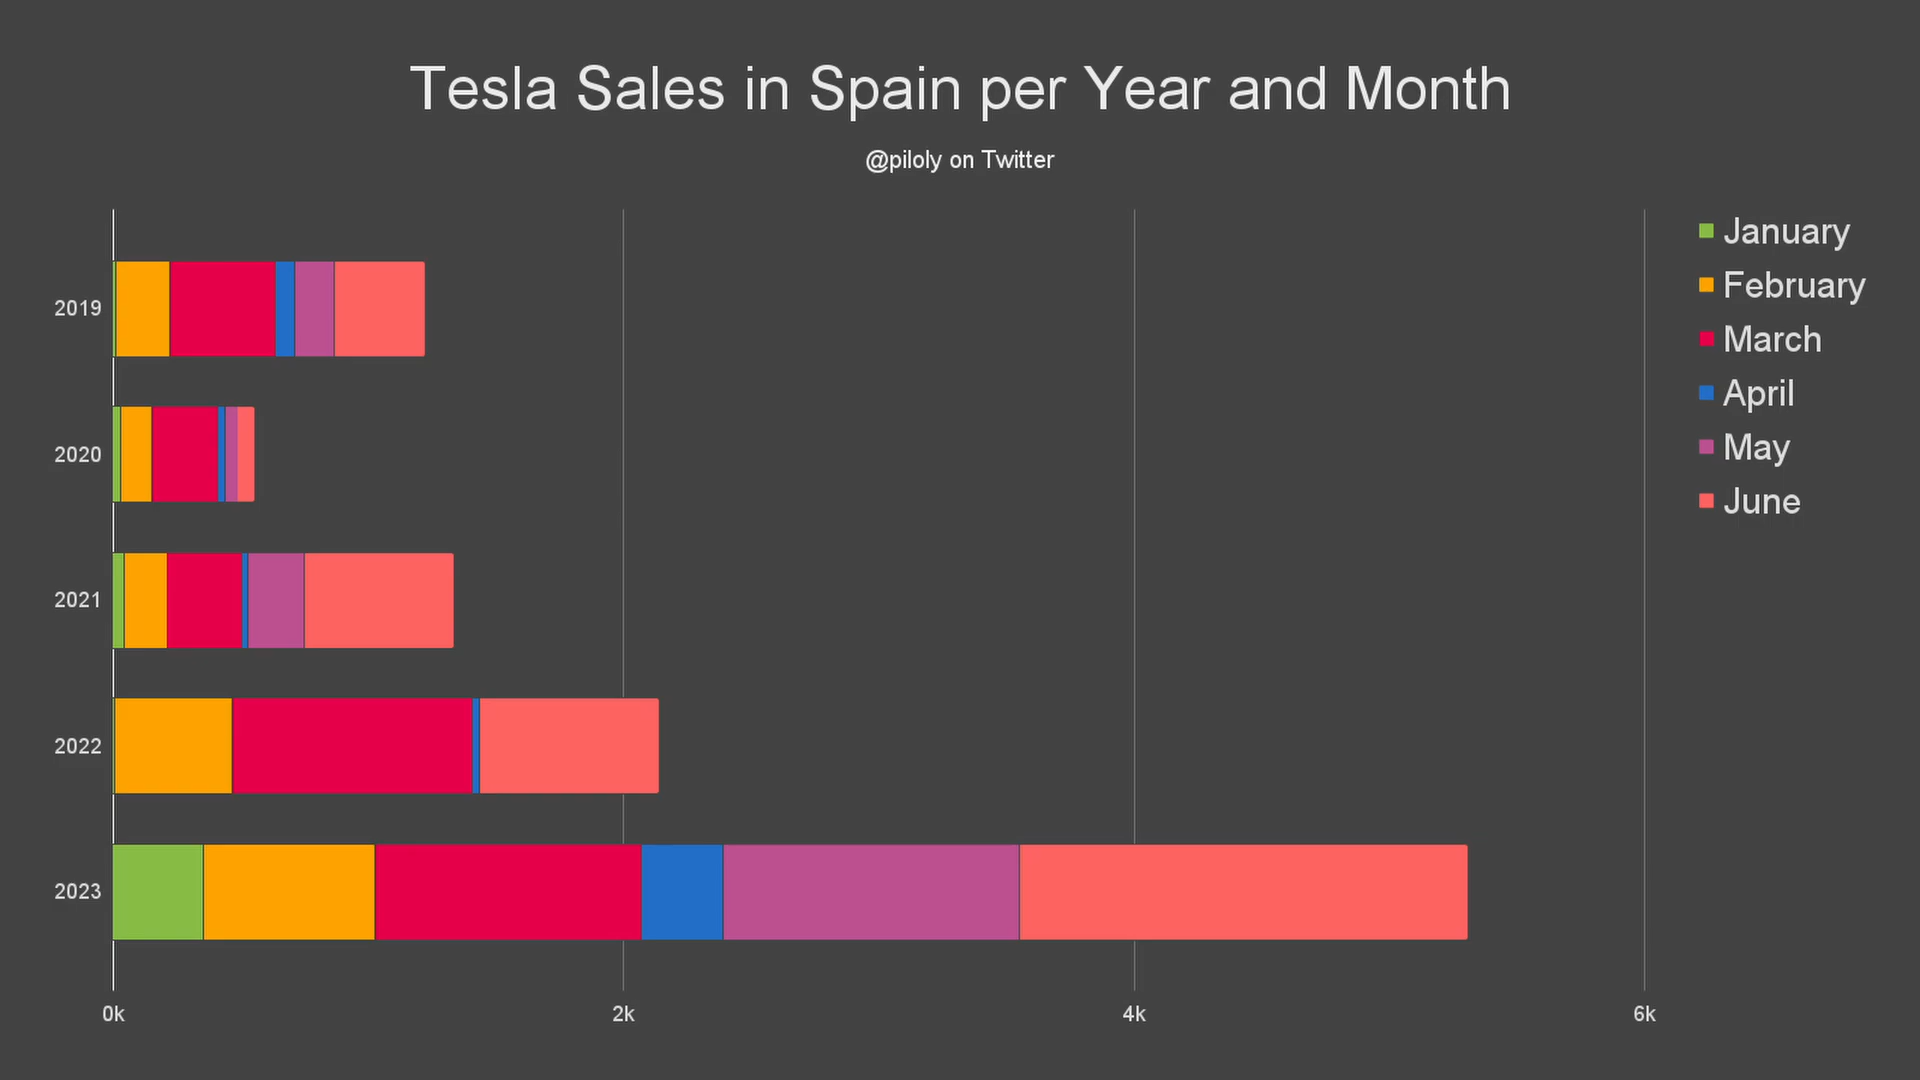 Tesla Sales in Spain per Year and Month
@piloly on Twitter
January
February
March
April
May
June
2019
2020
2021
2022
2023
0k
2k
4k
6k